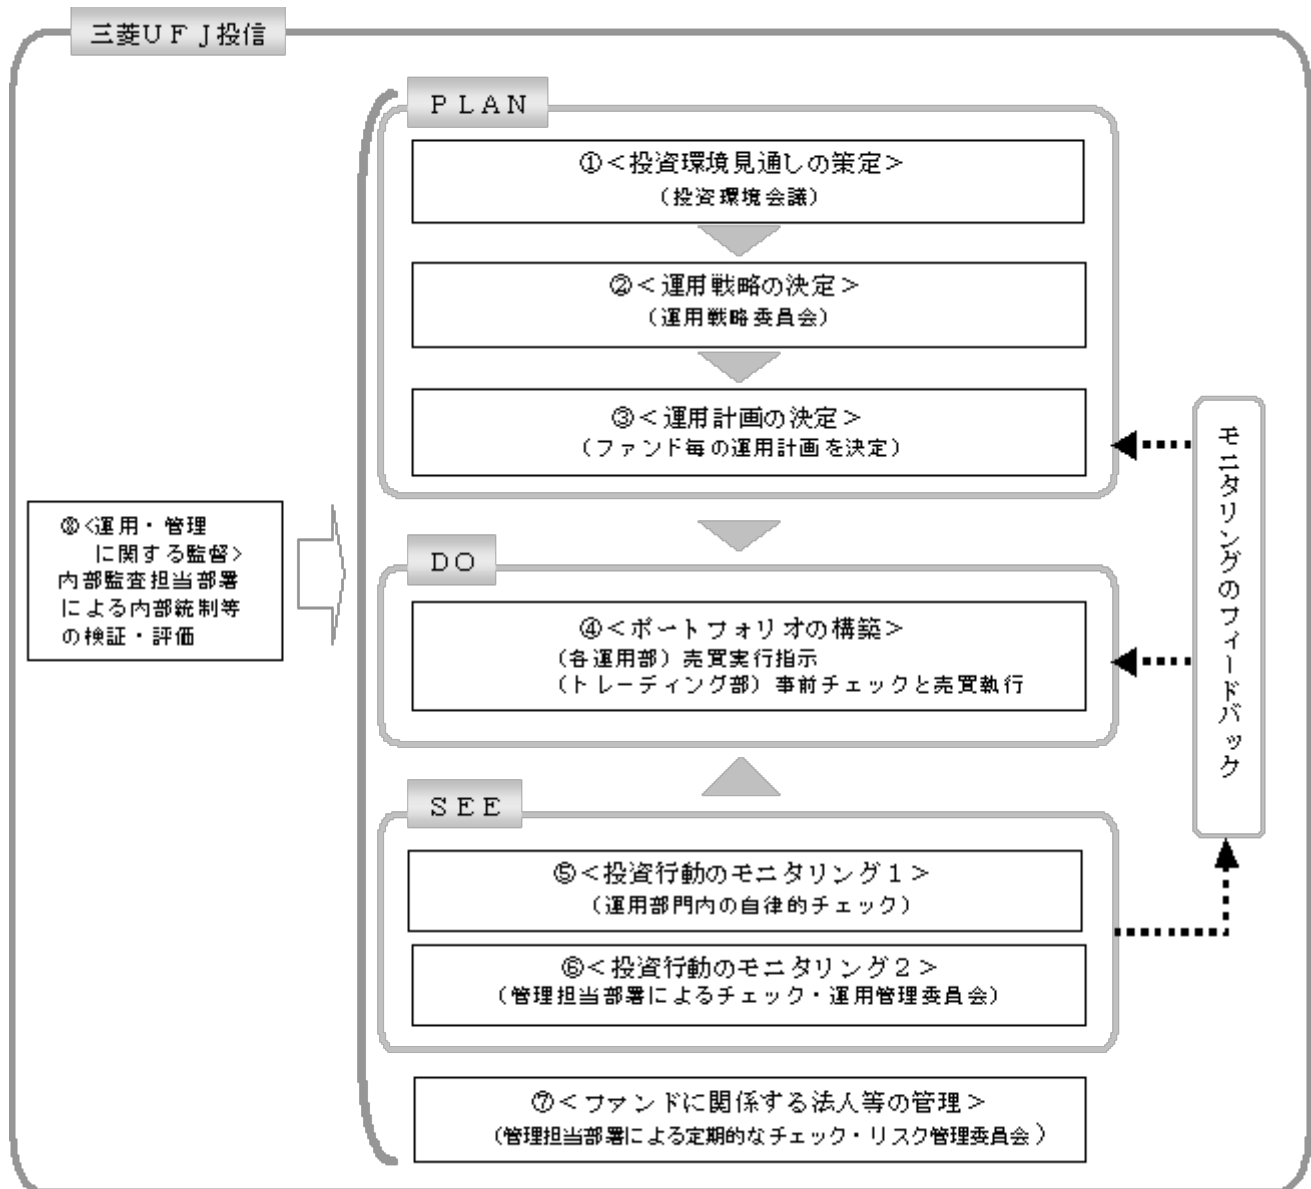 三菱UFJ投信
PLAN
①<投資環境見通しの策定>
(投資環境会議)
②<運用戦略の決定>
(運用戦略委員会)
③<運用計画の決定>
(ファンド毎の運用計画を決定)
⑧<運用・管理
に関する監督>
内部監査担当部署
による内部統制等
の検証・評価
DO
④<ポートフォリオの構築>
(各運用部)売買実行指示
(トレーディング部)事前チェックと売買執行
モニタリングのフィードバック
SEE
⑤<投資行動のモニタリング1>
(運用部門内の自律的チェック)
⑥<投資行動のモニタリング2>
(管理担当部署によるチェック・運用管理委員会)
⑦<ファンドに関係する法人等の管理>
(管理担当部署による定期的なチェック・リスク管理委員会)